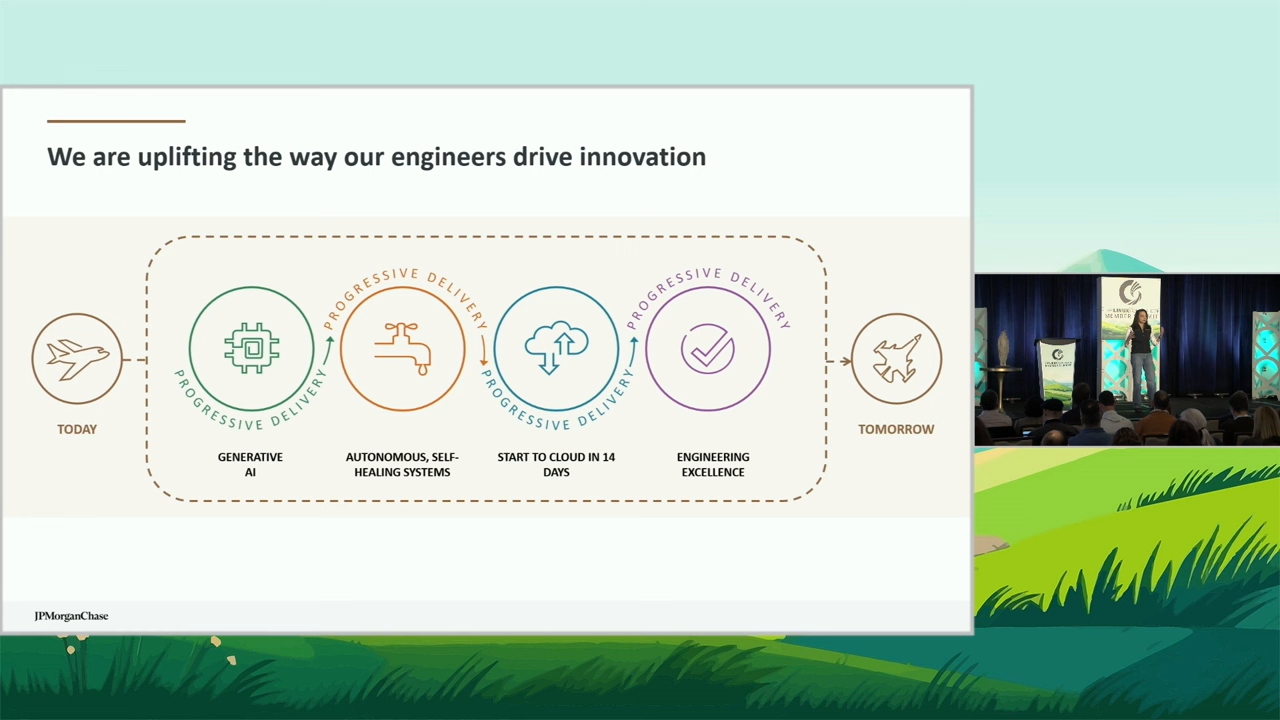 We are uplifting the way our engineers drive innovation
PROGRESSIVE DELIVERY
PROGRESSIVE DELIVERY
PROGRESSIVE DELIVERY
PROGRESSIVE DELIVERY
TODAY
TOMORROW
GENERATIVE
AI
AUTONOMOUS, SELF-
HEALING SYSTEMS
START TO CLOUD IN 14
DAYS
ENGINEERING
EXCELLENCE
JPMorganChase